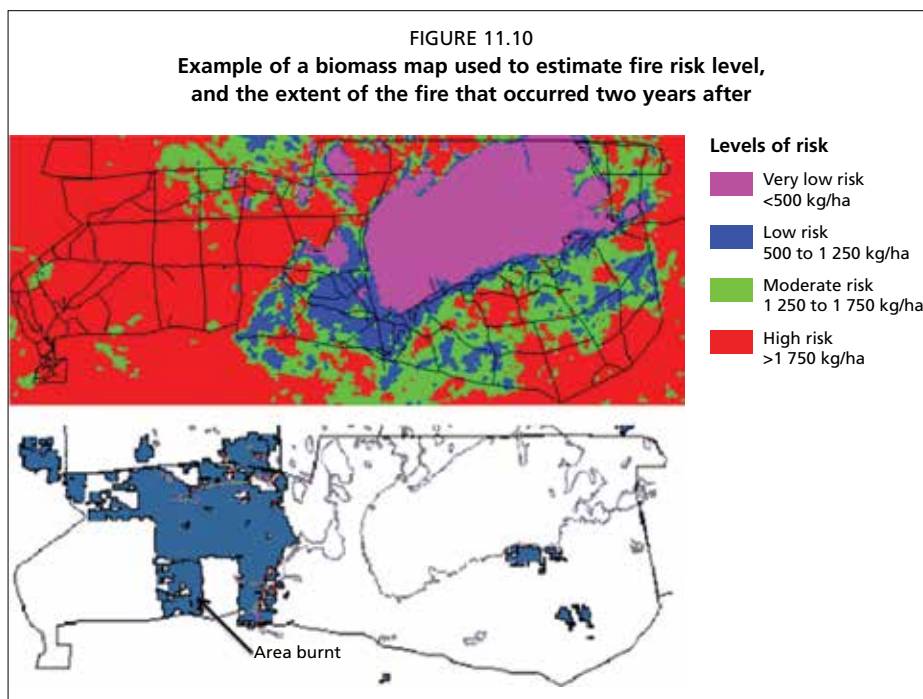 FIGURE 11.10
Example of a biomass map used to estimate fire risk level,
and the extent of the fire that occurred two years after
Levels of risk
Very low risk
<500 kg/ha
Low risk
500 to 1 250 kg/ha
Moderate risk
1 250 to 1 750 kg/ha
High risk
>1 750 kg/ha
Area burnt